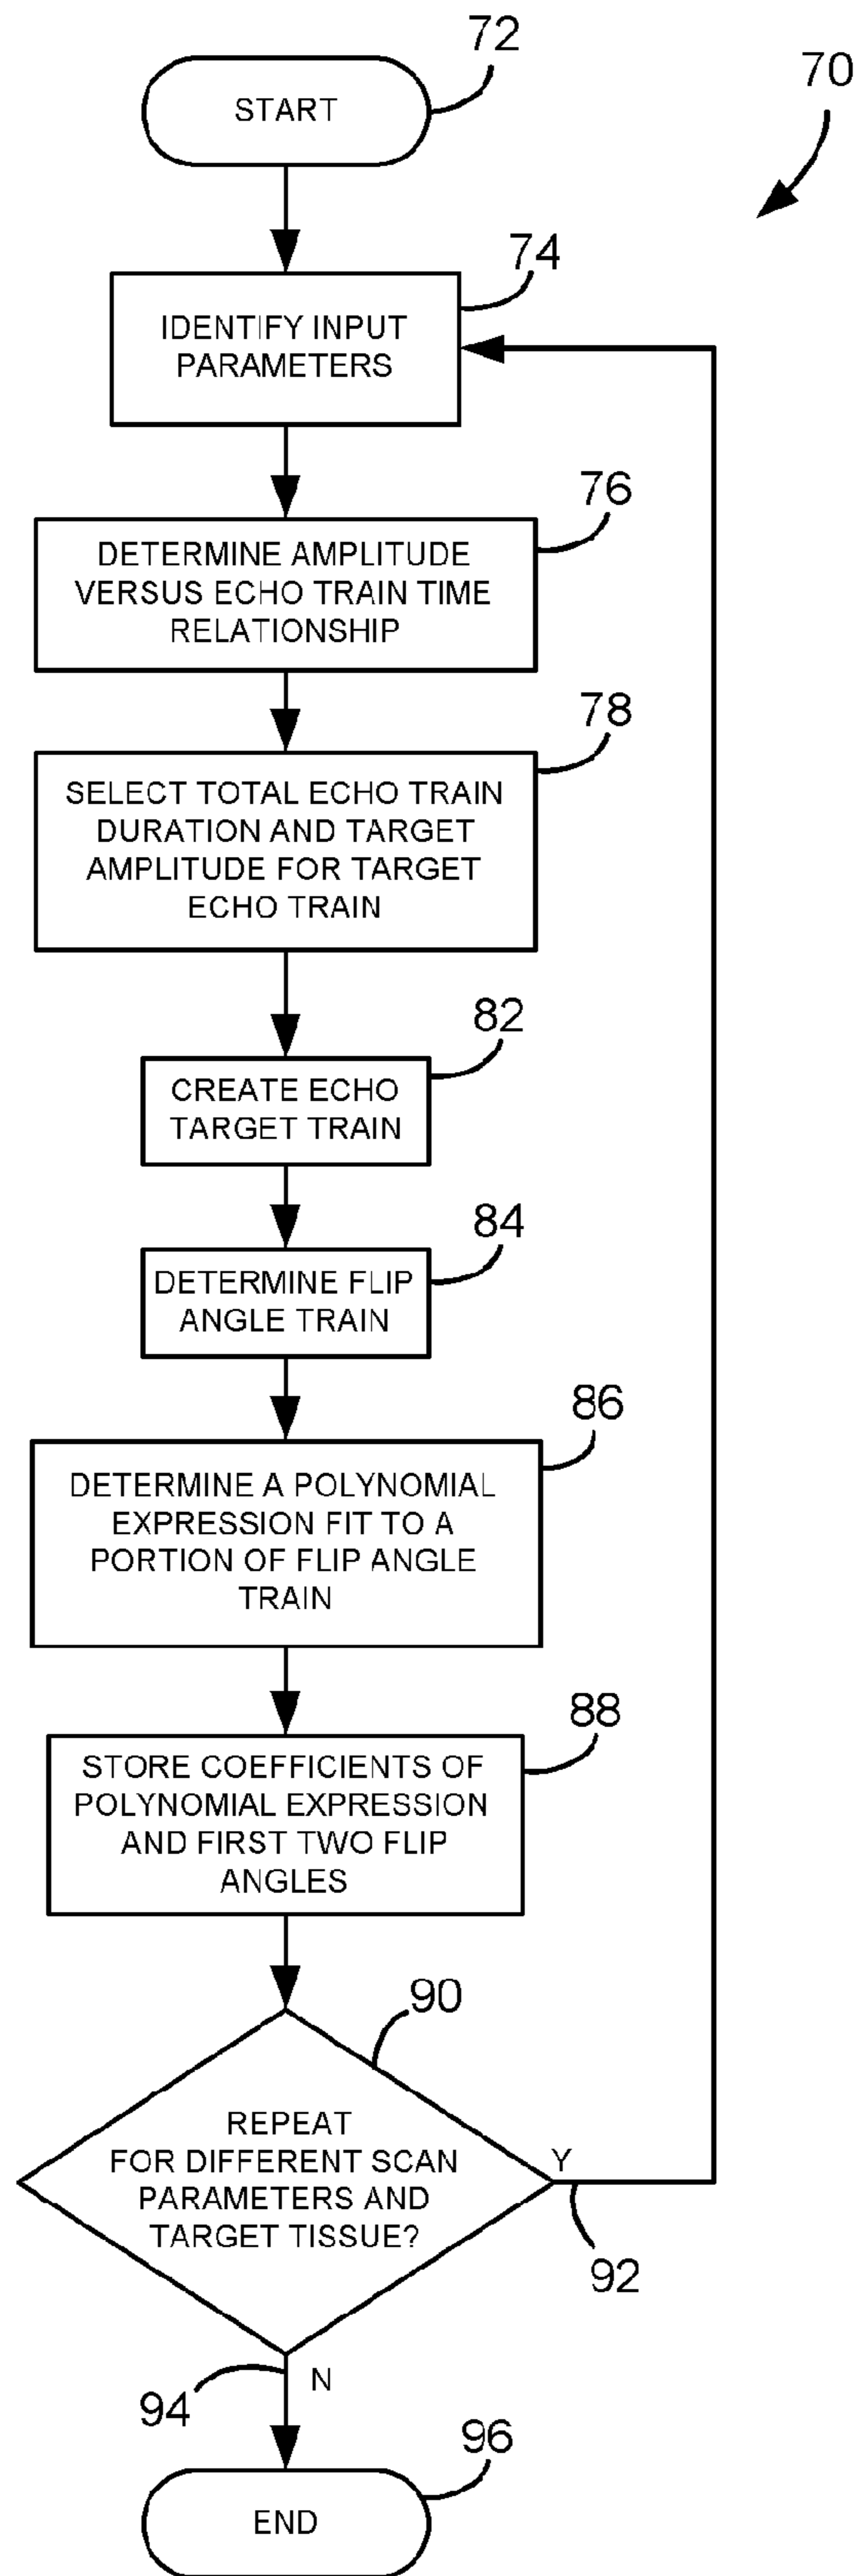 72
70
START
74
IDENTIFY INPUT
PARAMETERS
76
DETERMINE AMPLITUDE
VERSUS ECHO TRAIN TIME
RELATIONSHIP
78
SELECT TOTAL ECHO TRAIN
DURATION AND TARGET
AMPLITUDE FOR TARGET
ECHO TRAIN
82
CREATE ECHO
TARGET TRAIN
84
DETERMINE FLIP
ANGLE TRAIN
86
DETERMINE A POLYNOMIAL
EXPRESSION FIT TO A
PORTION OF FLIP ANGLE
TRAIN
88
STORE COEFFICIENTS OF
POLYNOMIAL EXPRESSION
AND FIRST TWO FLIP
ANGLES
90
REPEAT
FOR DIFFERENT SCAN
PARAMETERS AND
TARGET TISSUE?
Y
92
94
N
96
END